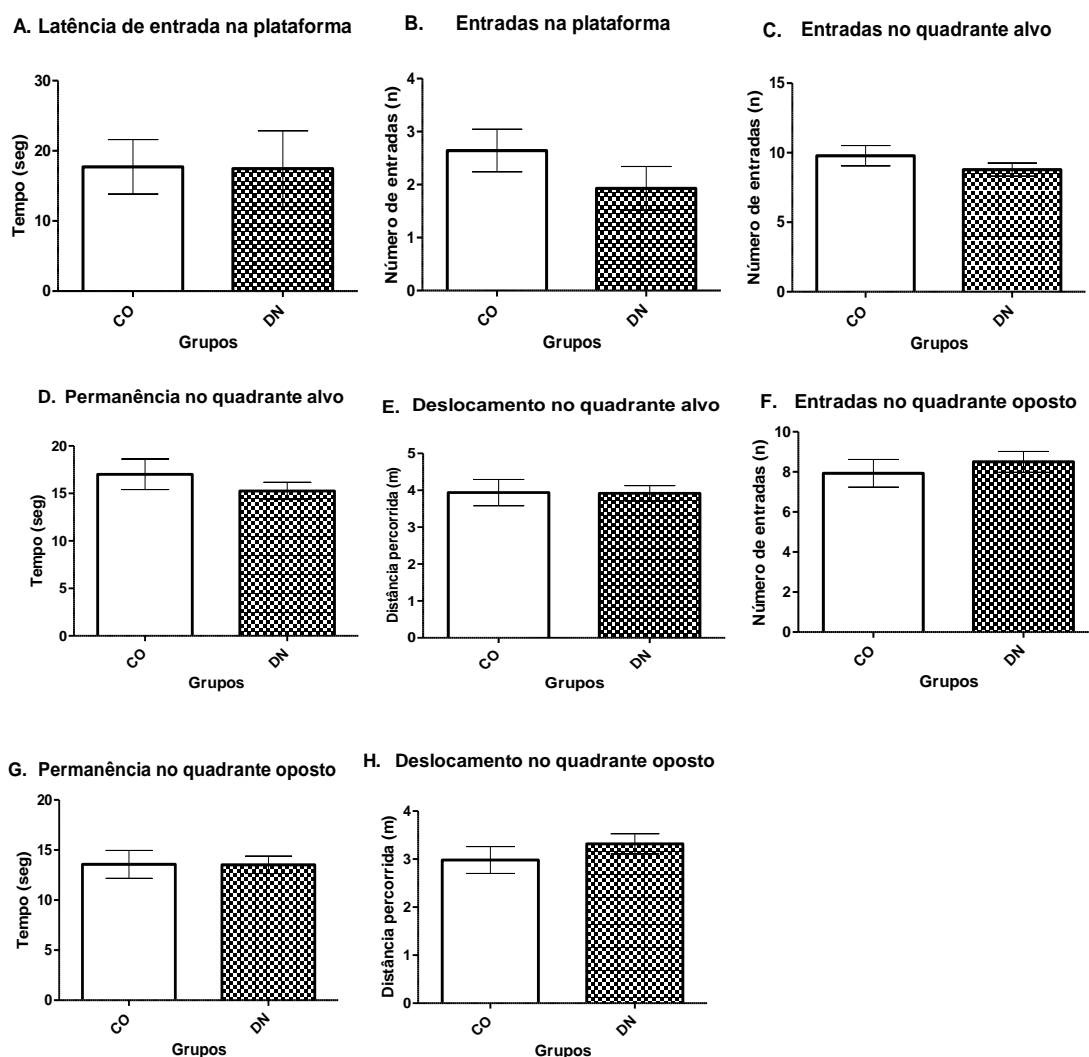 A. Latência de entrada na plataforma
Tempo (seg)
30
20
10
0
CO
DN
Grupos
B. Entradas na plataforma
Número de entradas (n)
4
3
2
1
0
CO
DN
Grupos
C. Entradas no quadrante alvo
Número de entradas (n)
15
10
5
0
CO
DN
Grupos
D. Permanência no quadrante alvo
Tempo (seg)
20
15
10
5
0
CO
DN
Grupos
E. Deslocamento no quadrante alvo
Distância percorrida (m)
5
4
3
2
1
0
CO
DN
Grupos
F. Entradas no quadrante oposto
Número de entradas (n)
10
8
6
4
2
0
CO
DN
Grupos
G. Permanência no quadrante oposto
Tempo (seg)
20
15
10
5
0
CO
DN
Grupos
H. Deslocamento no quadrante oposto
Distância percorrida (m)
4
3
2
1
0
CO
DN
Grupos